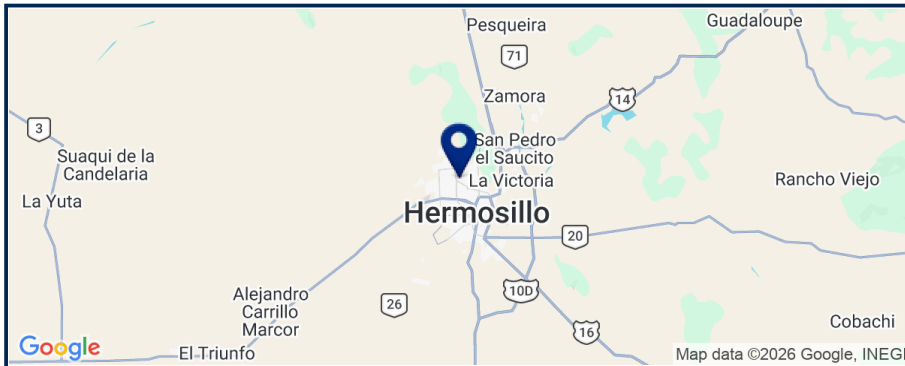 Pesqueira
Guadaloupe
71
Zamora
14
3
San Pedro
el Saucito
Suaqui de la
Candelaria
La Victoria
Rancho Viejo
La Yuta
Hermosillo
20
10D
Alejandro
Carrillo
Marcor
26
16
Cobachi
El Triunfo
Google
Map data ©2026 Google, INEGI